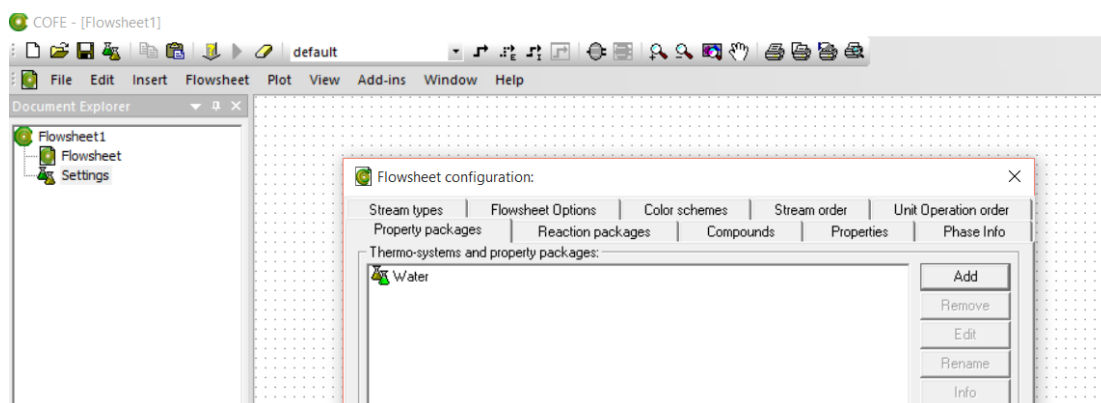 COFE - [Flowsheet1]
default
File Edit Insert Flowsheet Plot View Add-ins Window Help
Document Explorer
Flowsheet1
Flowsheet
Settings
Flowsheet configuration:
Stream types Flowsheet Options Color schemes Stream order Unit Operation order
Property packages Reaction packages Compounds Properties Phase Info
Thermo-systems and property packages:
Water
Add
Remove
Edit
Rename
Info